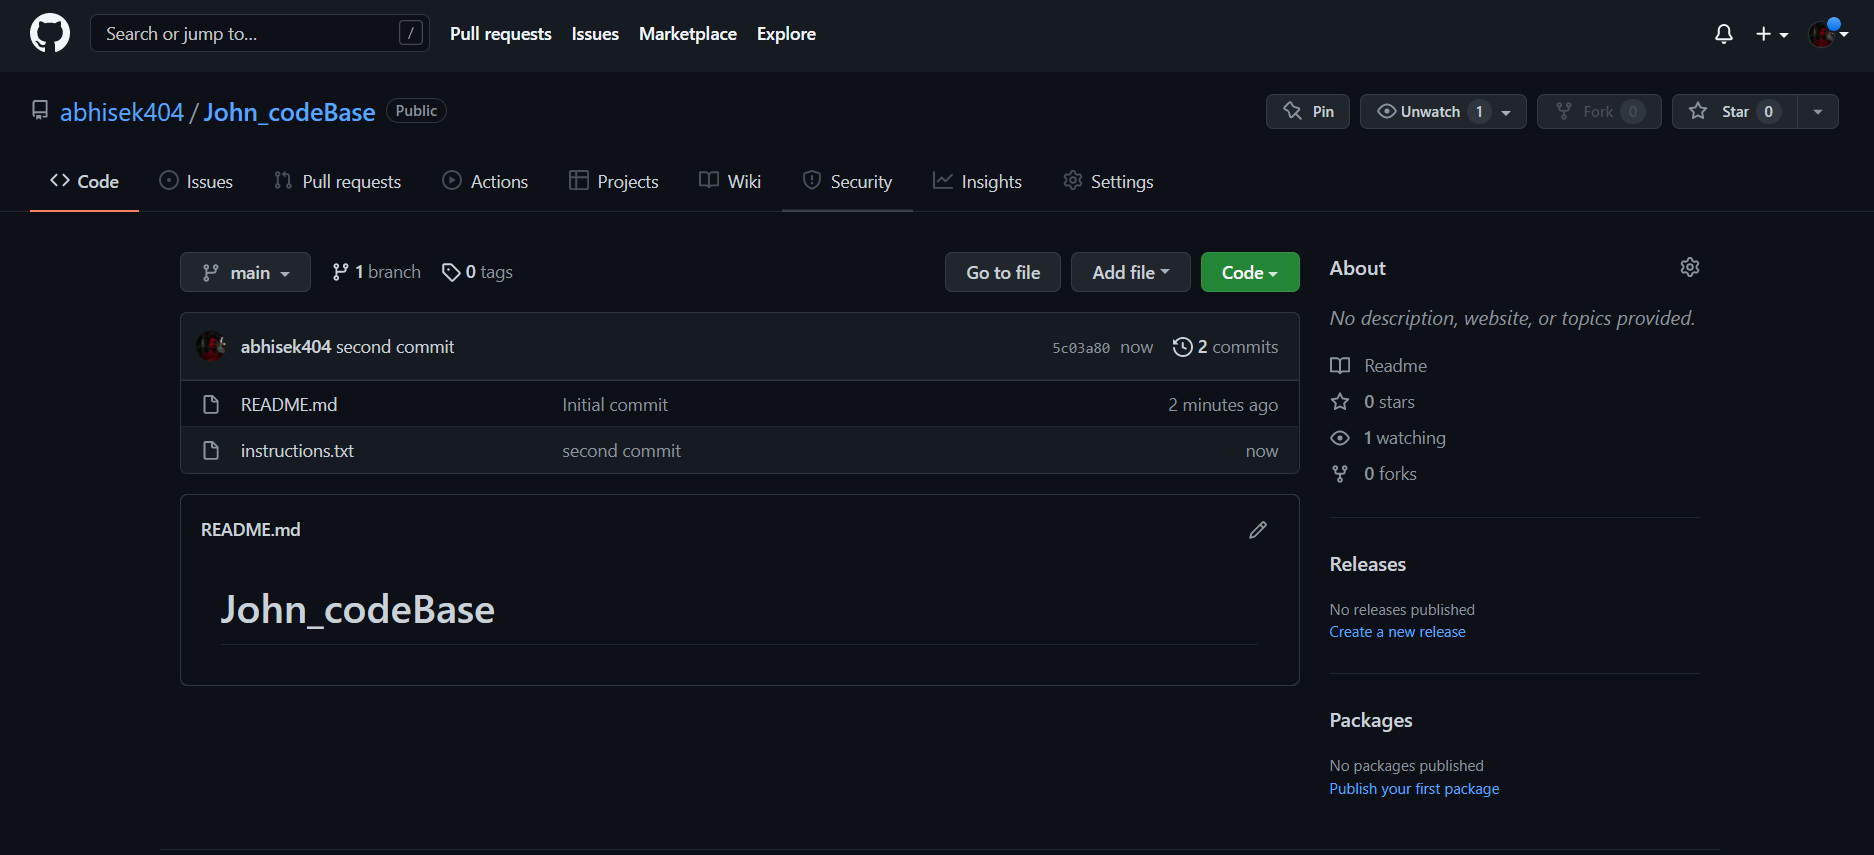 Search or jump to... /
Pull requests Issues Marketplace Explore
abhisek404 / John_codeBase Public
Pin Unwatch 1 Fork 0 Star 0
Code Issues Pull requests Actions Projects Wiki Security Insights Settings
main 1 branch 0 tags Go to file Add file Code
abhisek404 second commit 5c03a80 now 2 commits
README.md Initial commit 2 minutes ago
instructions.txt second commit now
README.md
John_codeBase
About
No description, website, or topics provided.
Readme
0 stars
1 watching
0 forks
Releases
No releases published
Create a new release
Packages
No packages published
Publish your first package